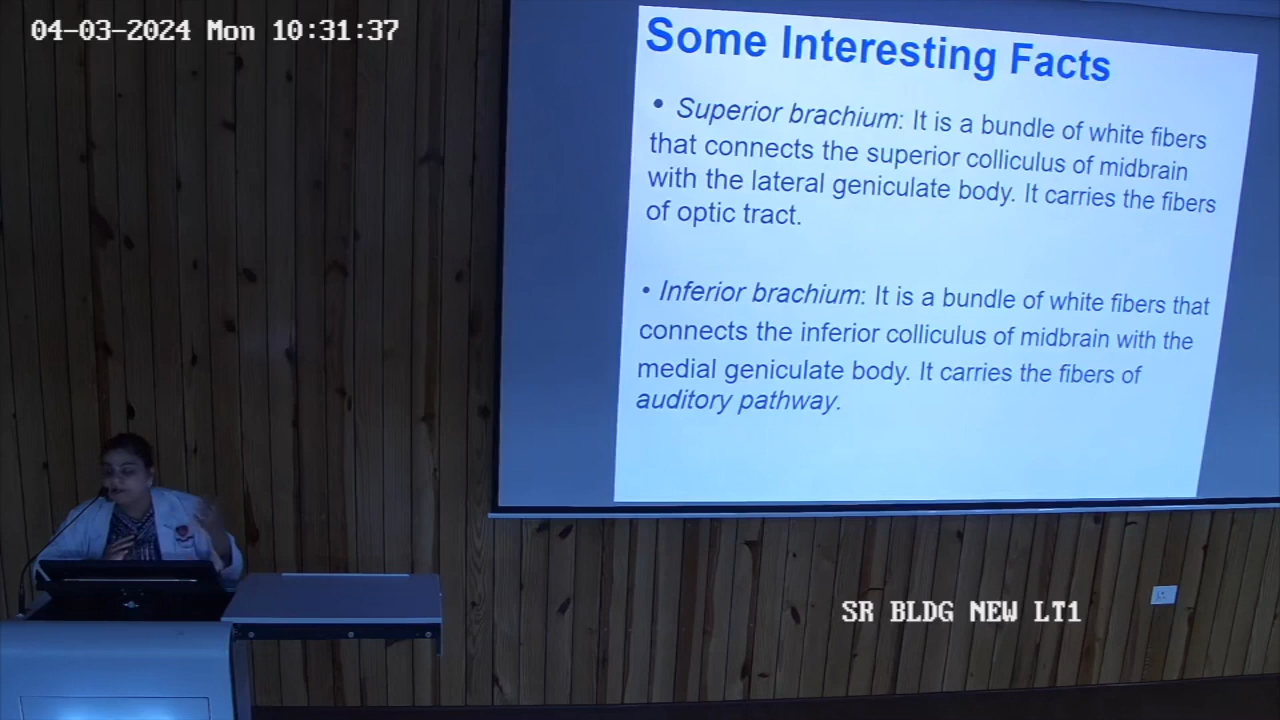 04-03-2024 Mon 10:31:37
Some Interesting Facts
• Superior brachium: It is a bundle of white fibers
that connects the superior colliculus of midbrain
with the lateral geniculate body. It carries the fibers
of optic tract.
• Inferior brachium: It is a bundle of white fibers that
connects the inferior colliculus of midbrain with the
medial geniculate body. It carries the fibers of
auditory pathway.
SR BLDG NEW LT1